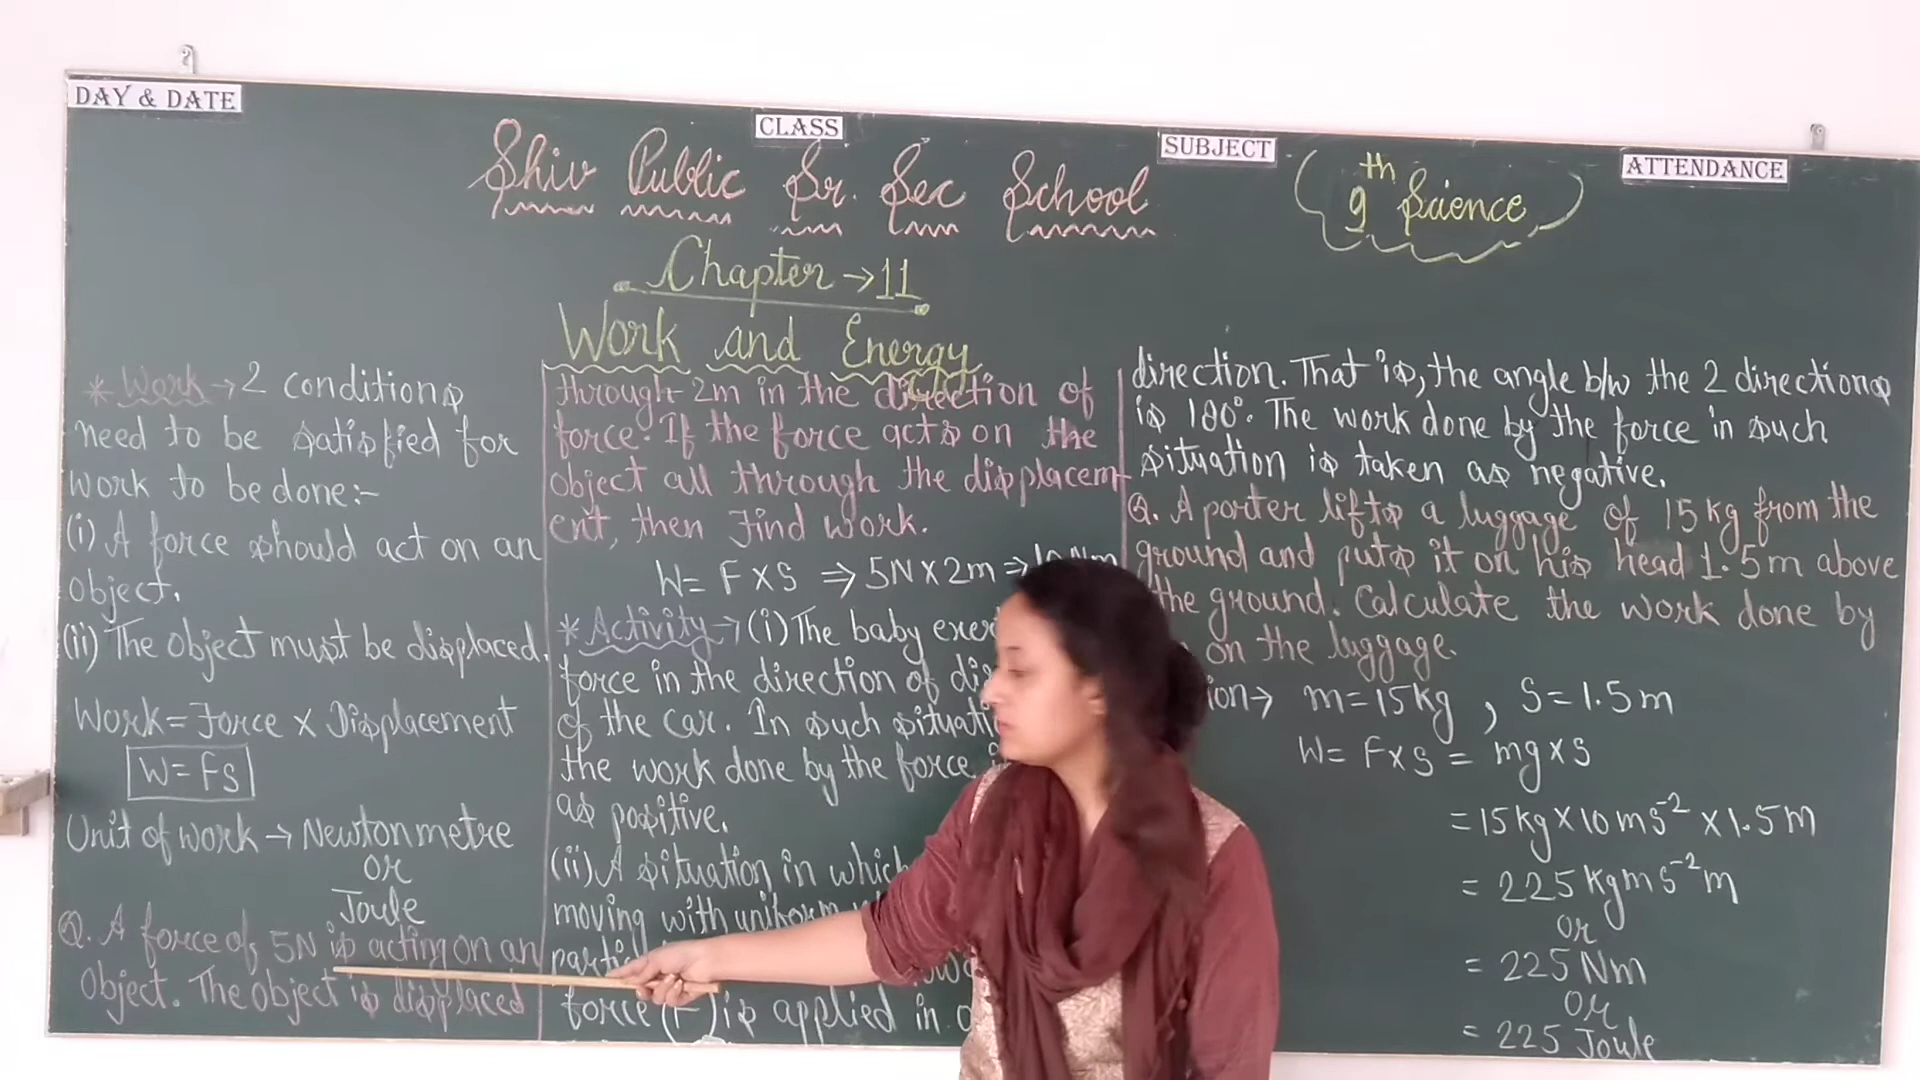 DAY & DATE
CLASS
SUBJECT
ATTENDANCE
Shiv Public Sr. Sec School
9th Science
Chapter → 11
Work and Energy
* Work → 2 conditions
need to be satisfied for
work to be done:-
(i) A force should act on an
object.
(ii) The object must be displaced.
Work = Force x Displacement
W = FS
Unit of work → Newton metre
or
Joule
Q. A force of 5N is acting on an
object. The object is displaced
through 2m in the direction of
force. If the force acts on the
object all through the displacem-
ent, then find work.
W = F X S ⇒ 5N X 2m ⇒ 10 Nm
* Activity → (i) The baby
force in the direction of
of the car. In such
the work done by the force
as positive.
(ii) A situation in which
moving with uniform
force (F) is applied in
direction. That is, the angle b/w the 2 directions
is 180°. The work done by the force in such
situation is taken as negative.
Q. A porter lifts a luggage of 15 kg from the
ground and puts it on his head 1.5 m above
the ground. Calculate the work done by
on the luggage.
m = 15 kg , S = 1.5 m
W = F x S = mg x S
= 15 kg x 10 ms⁻² x 1.5 m
= 225 kgms⁻²m
or
= 225 Nm
or
= 225 Joule